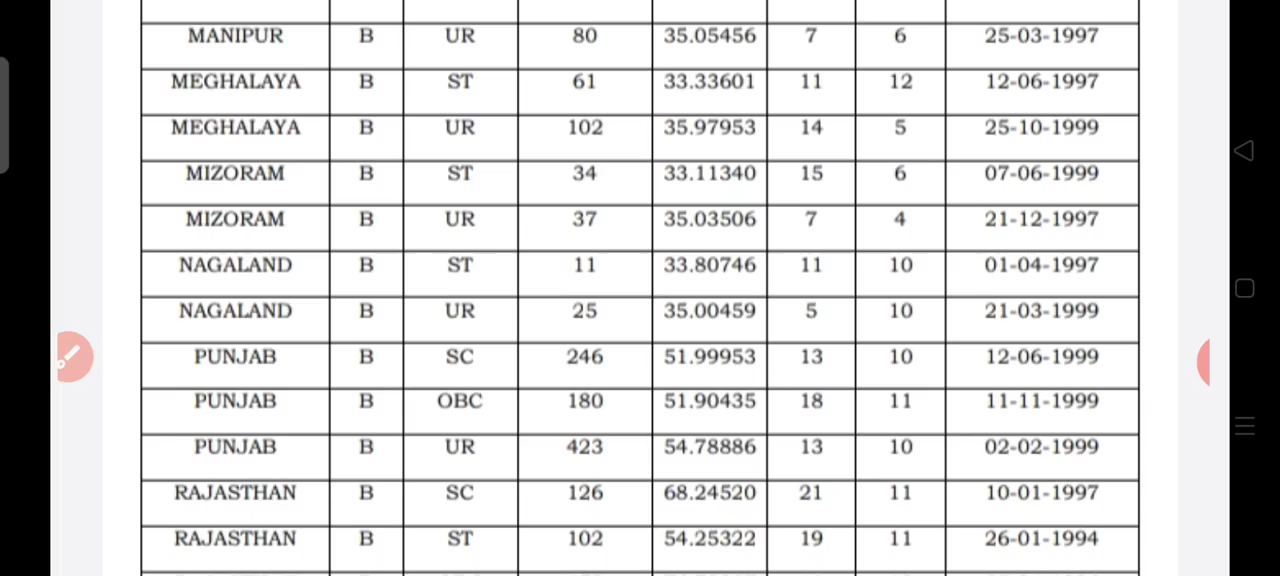 MANIPUR B UR 80 35.05456 7 6 25-03-1997
MEGHALAYA B ST 61 33.33601 11 12 12-06-1997
MEGHALAYA B UR 102 35.97953 14 5 25-10-1999
MIZORAM B ST 34 33.11340 15 6 07-06-1999
MIZORAM B UR 37 35.03506 7 4 21-12-1997
NAGALAND B ST 11 33.80746 11 10 01-04-1997
NAGALAND B UR 25 35.00459 5 10 21-03-1999
PUNJAB B SC 246 51.99953 13 10 12-06-1999
PUNJAB B OBC 180 51.90435 18 11 11-11-1999
PUNJAB B UR 423 54.78886 13 10 02-02-1999
RAJASTHAN B SC 126 68.24520 21 11 10-01-1997
RAJASTHAN B ST 102 54.25322 19 11 26-01-1994